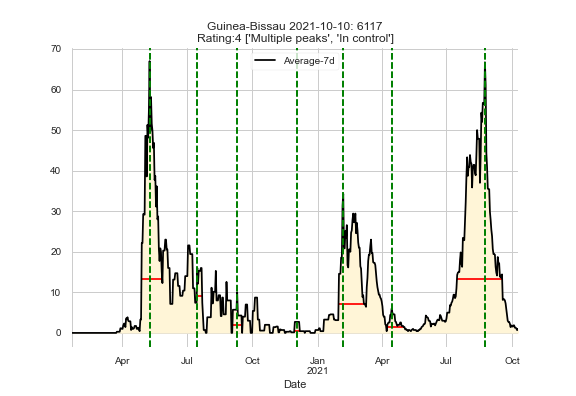 Guinea-Bissau 2021-10-10: 6117
Rating:4 ['Multiple peaks', 'In control']
Average-7d
70
60
50
40
30
20
10
0
Apr Jul Oct Jan Apr Jul Oct
2021
Date